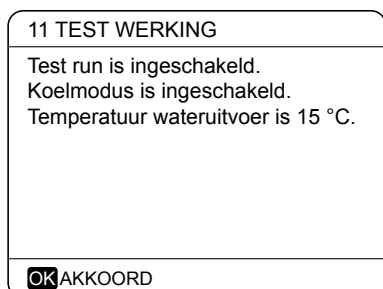 11 TEST WERKING
Test run is ingeschakeld.
Koelmodus is ingeschakeld.
Temperatuur wateruitvoer is 15 °C.
OK AKKOORD